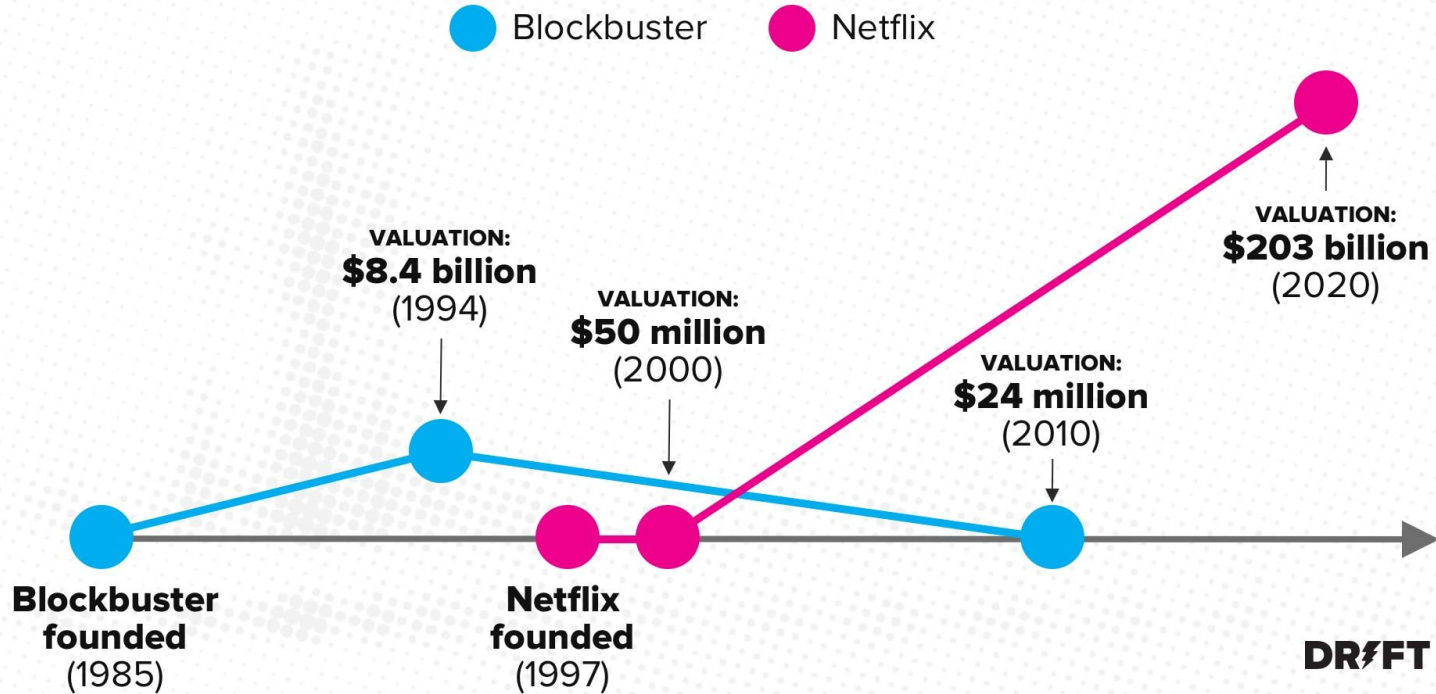 Blockbuster
Netflix
VALUATION:
$8.4 billion
(1994)
VALUATION:
$50 million
(2000)
VALUATION:
$24 million
(2010)
VALUATION:
$203 billion
(2020)
Blockbuster
founded
(1985)
Netflix
founded
(1997)
DRIFT